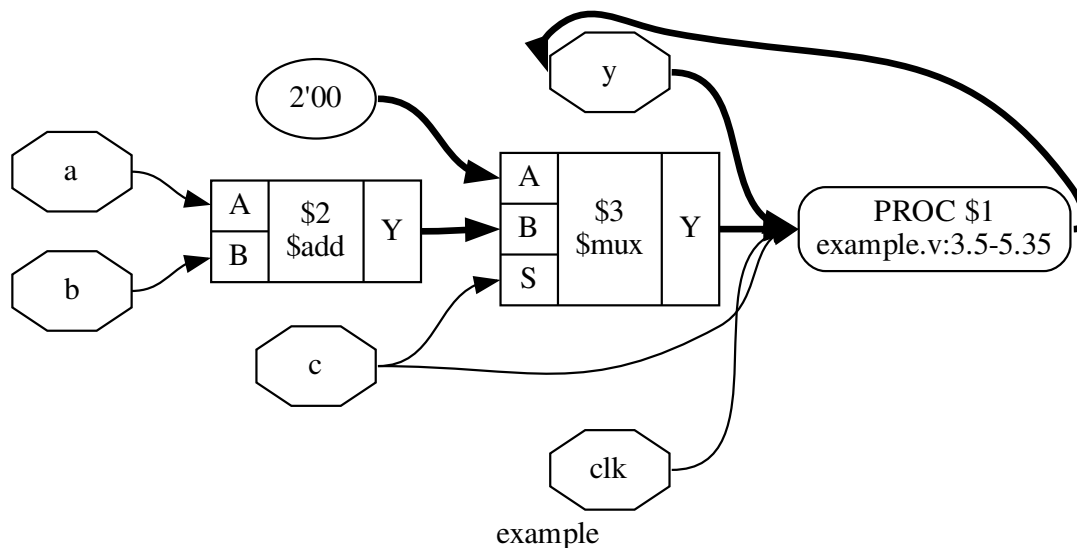 y
2'00
a
A
B
$2
$add
Y
b
A
B
S
$3
$mux
Y
PROC $1
example.v:3.5-5.35
c
clk
example